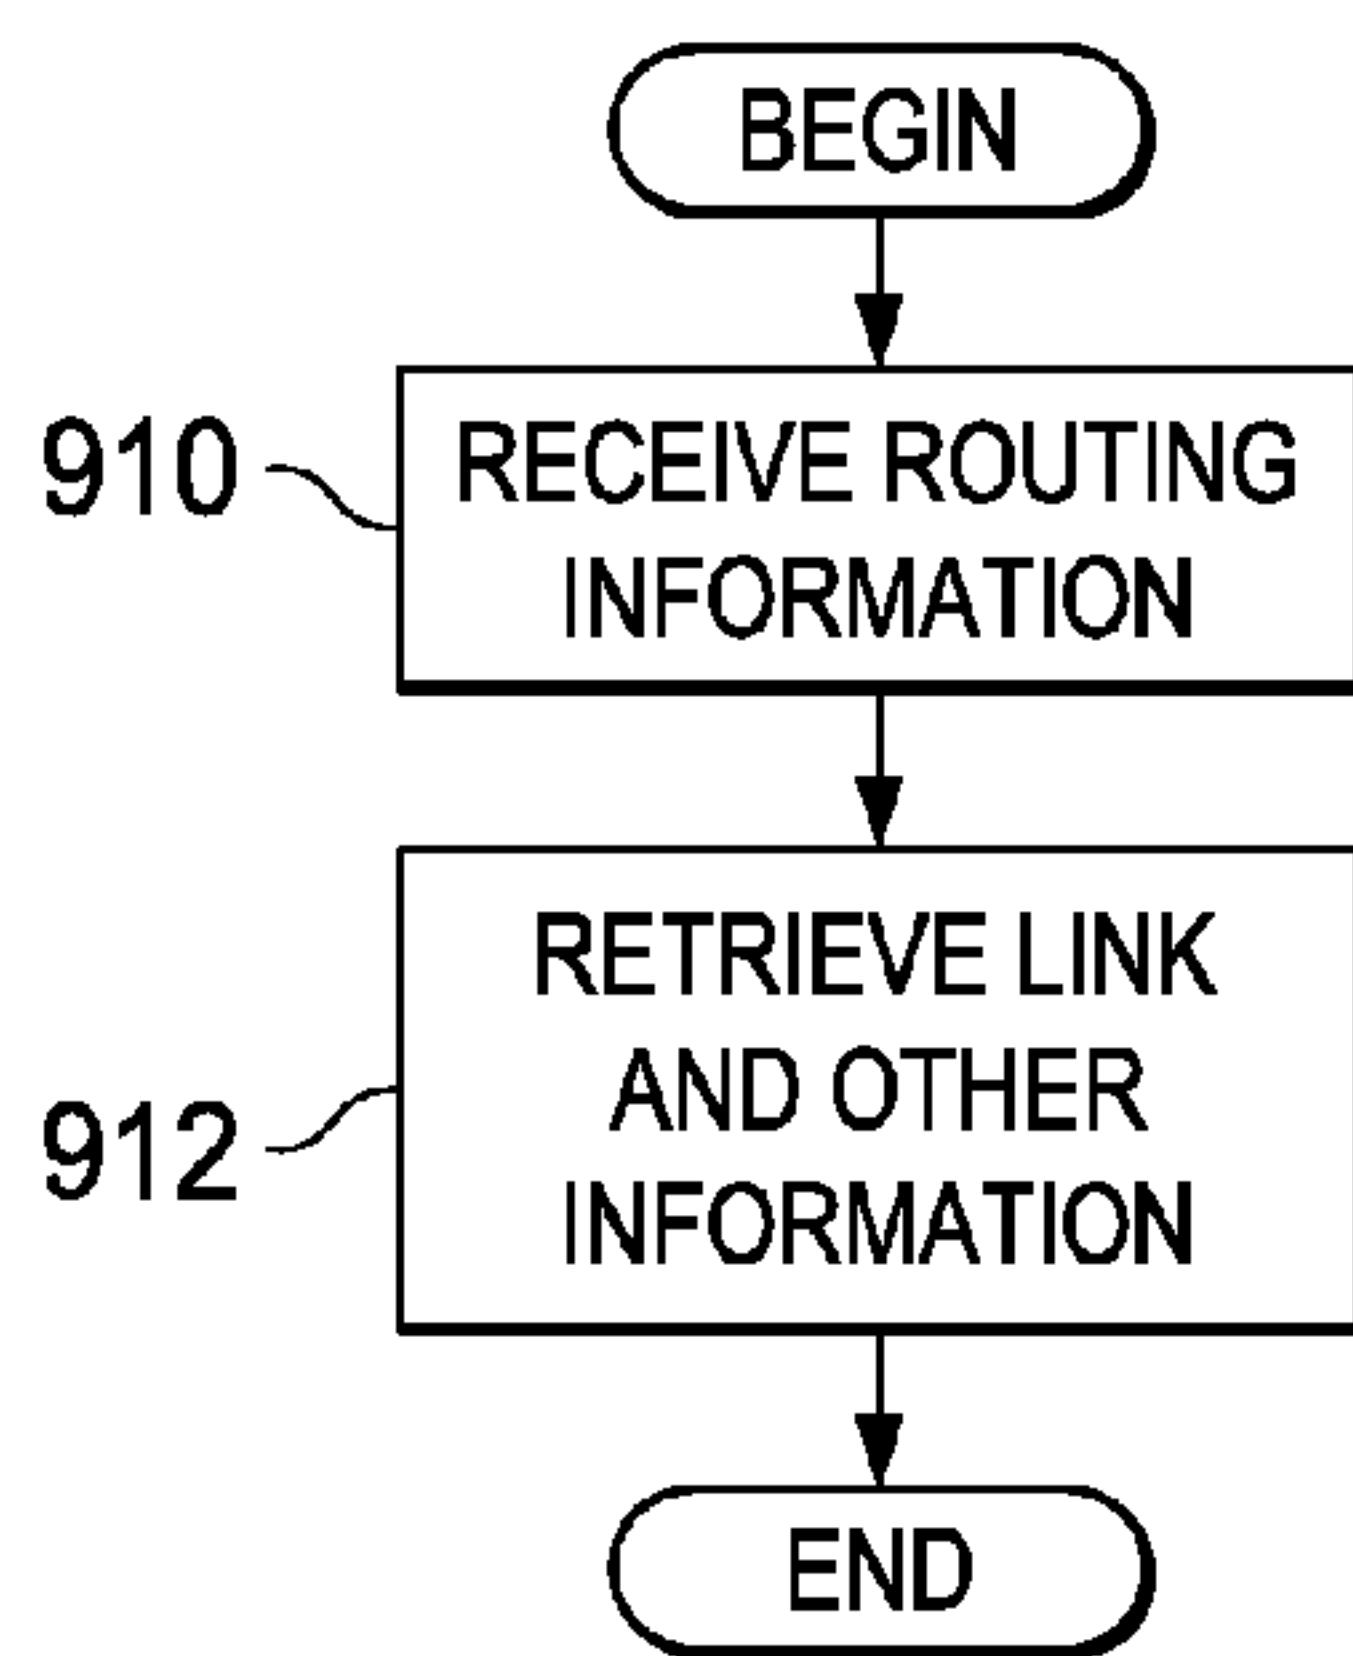 BEGIN
910
RECEIVE ROUTING
INFORMATION
912
RETRIEVE LINK
AND OTHER
INFORMATION
END